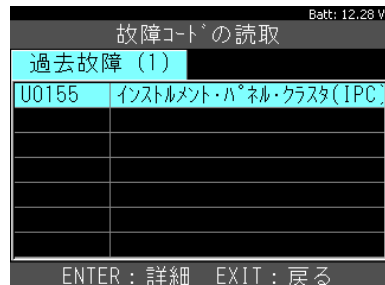 Batt: 12.28 V
故障ｺｰﾄﾞの読取
過去故障 (1)
U0155 ｲﾝｽﾄﾙﾒﾝﾄ・ﾊﾟﾈﾙ・ｸﾗｽﾀ(IPC)
ENTER：詳細 EXIT：戻る